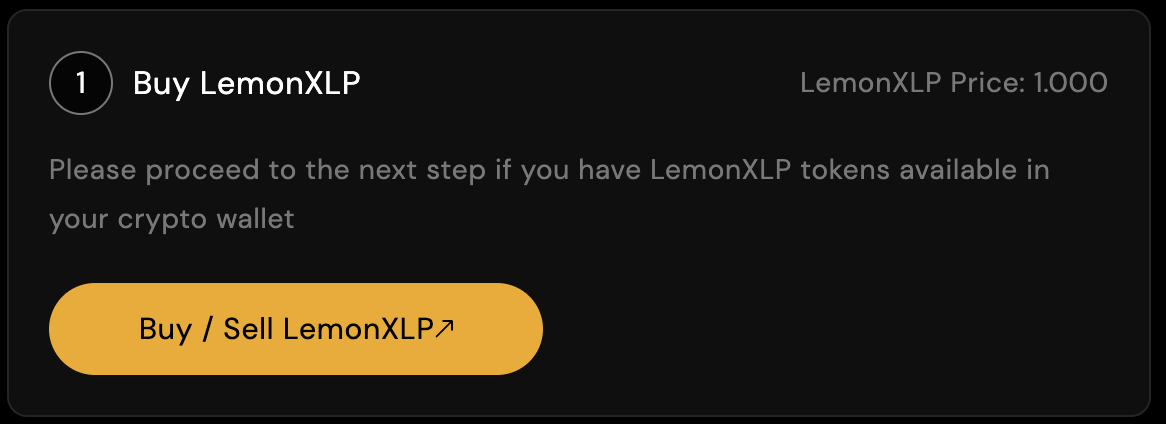 1 Buy LemonXLP LemonXLP Price: 1.000
Please proceed to the next step if you have LemonXLP tokens available in
your crypto wallet
Buy / Sell LemonXLP↗